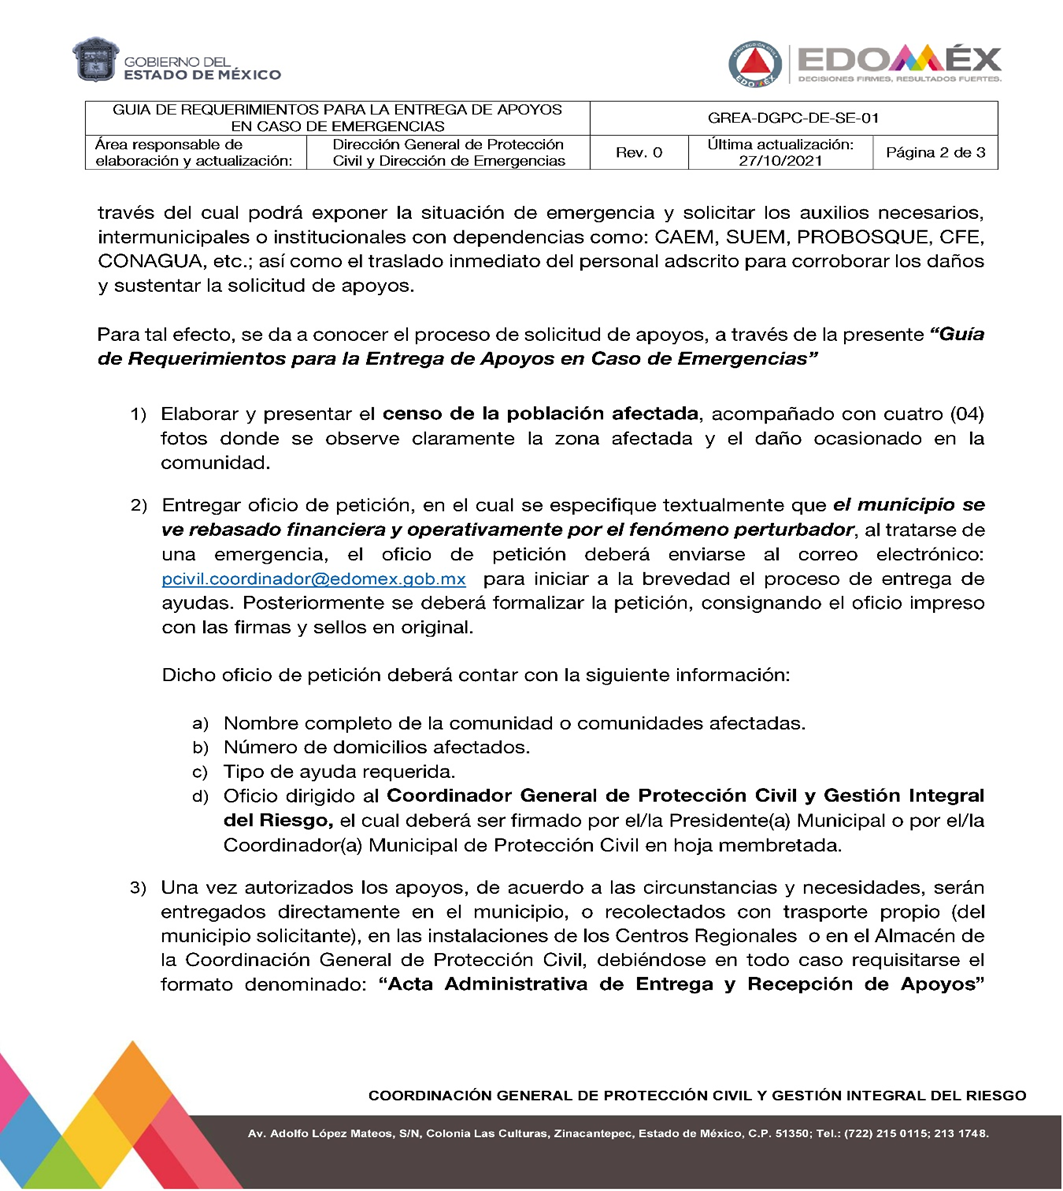 GOBIERNO DEL
ESTADO DE MÉXICO
PROTECCIÓN CIVIL
EDOMÉX
EDOMÉX
DECISIONES FIRMES, RESULTADOS FUERTES.
GUIA DE REQUERIMIENTOS PARA LA ENTREGA DE APOYOS
EN CASO DE EMERGENCIAS
GREA-DGPC-DE-SE-01
Área responsable de
elaboración y actualización:
Dirección General de Protección
Civil y Dirección de Emergencias
Rev. 0
Última actualización:
27/10/2021
Página 2 de 3
través del cual podrá exponer la situación de emergencia y solicitar los auxilios necesarios,
intermunicipales o institucionales con dependencias como: CAEM, SUEM, PROBOSQUE, CFE,
CONAGUA, etc.; así como el traslado inmediato del personal adscrito para corroborar los daños
y sustentar la solicitud de apoyos.
Para tal efecto, se da a conocer el proceso de solicitud de apoyos, a través de la presente “Guía
de Requerimientos para la Entrega de Apoyos en Caso de Emergencias”
1) Elaborar y presentar el censo de la población afectada, acompañado con cuatro (04)
fotos donde se observe claramente la zona afectada y el daño ocasionado en la
comunidad.
2) Entregar oficio de petición, en el cual se especifique textualmente que el municipio se
ve rebasado financiera y operativamente por el fenómeno perturbador, al tratarse de
una emergencia, el oficio de petición deberá enviarse al correo electrónico:
pcivil.coordinador@edomex.gob.mx para iniciar a la brevedad el proceso de entrega de
ayudas. Posteriormente se deberá formalizar la petición, consignando el oficio impreso
con las firmas y sellos en original.
Dicho oficio de petición deberá contar con la siguiente información:
a) Nombre completo de la comunidad o comunidades afectadas.
b) Número de domicilios afectados.
c) Tipo de ayuda requerida.
d) Oficio dirigido al Coordinador General de Protección Civil y Gestión Integral
del Riesgo, el cual deberá ser firmado por el/la Presidente(a) Municipal o por el/la
Coordinador(a) Municipal de Protección Civil en hoja membretada.
3) Una vez autorizados los apoyos, de acuerdo a las circunstancias y necesidades, serán
entregados directamente en el municipio, o recolectados con trasporte propio (del
municipio solicitante), en las instalaciones de los Centros Regionales o en el Almacén de
la Coordinación General de Protección Civil, debiéndose en todo caso requisitarse el
formato denominado: “Acta Administrativa de Entrega y Recepción de Apoyos”
COORDINACIÓN GENERAL DE PROTECCIÓN CIVIL Y GESTIÓN INTEGRAL DEL RIESGO
Av. Adolfo López Mateos, S/N, Colonia Las Culturas, Zinacantepec, Estado de México, C.P. 51350; Tel.: (722) 215 0115; 213 1748.